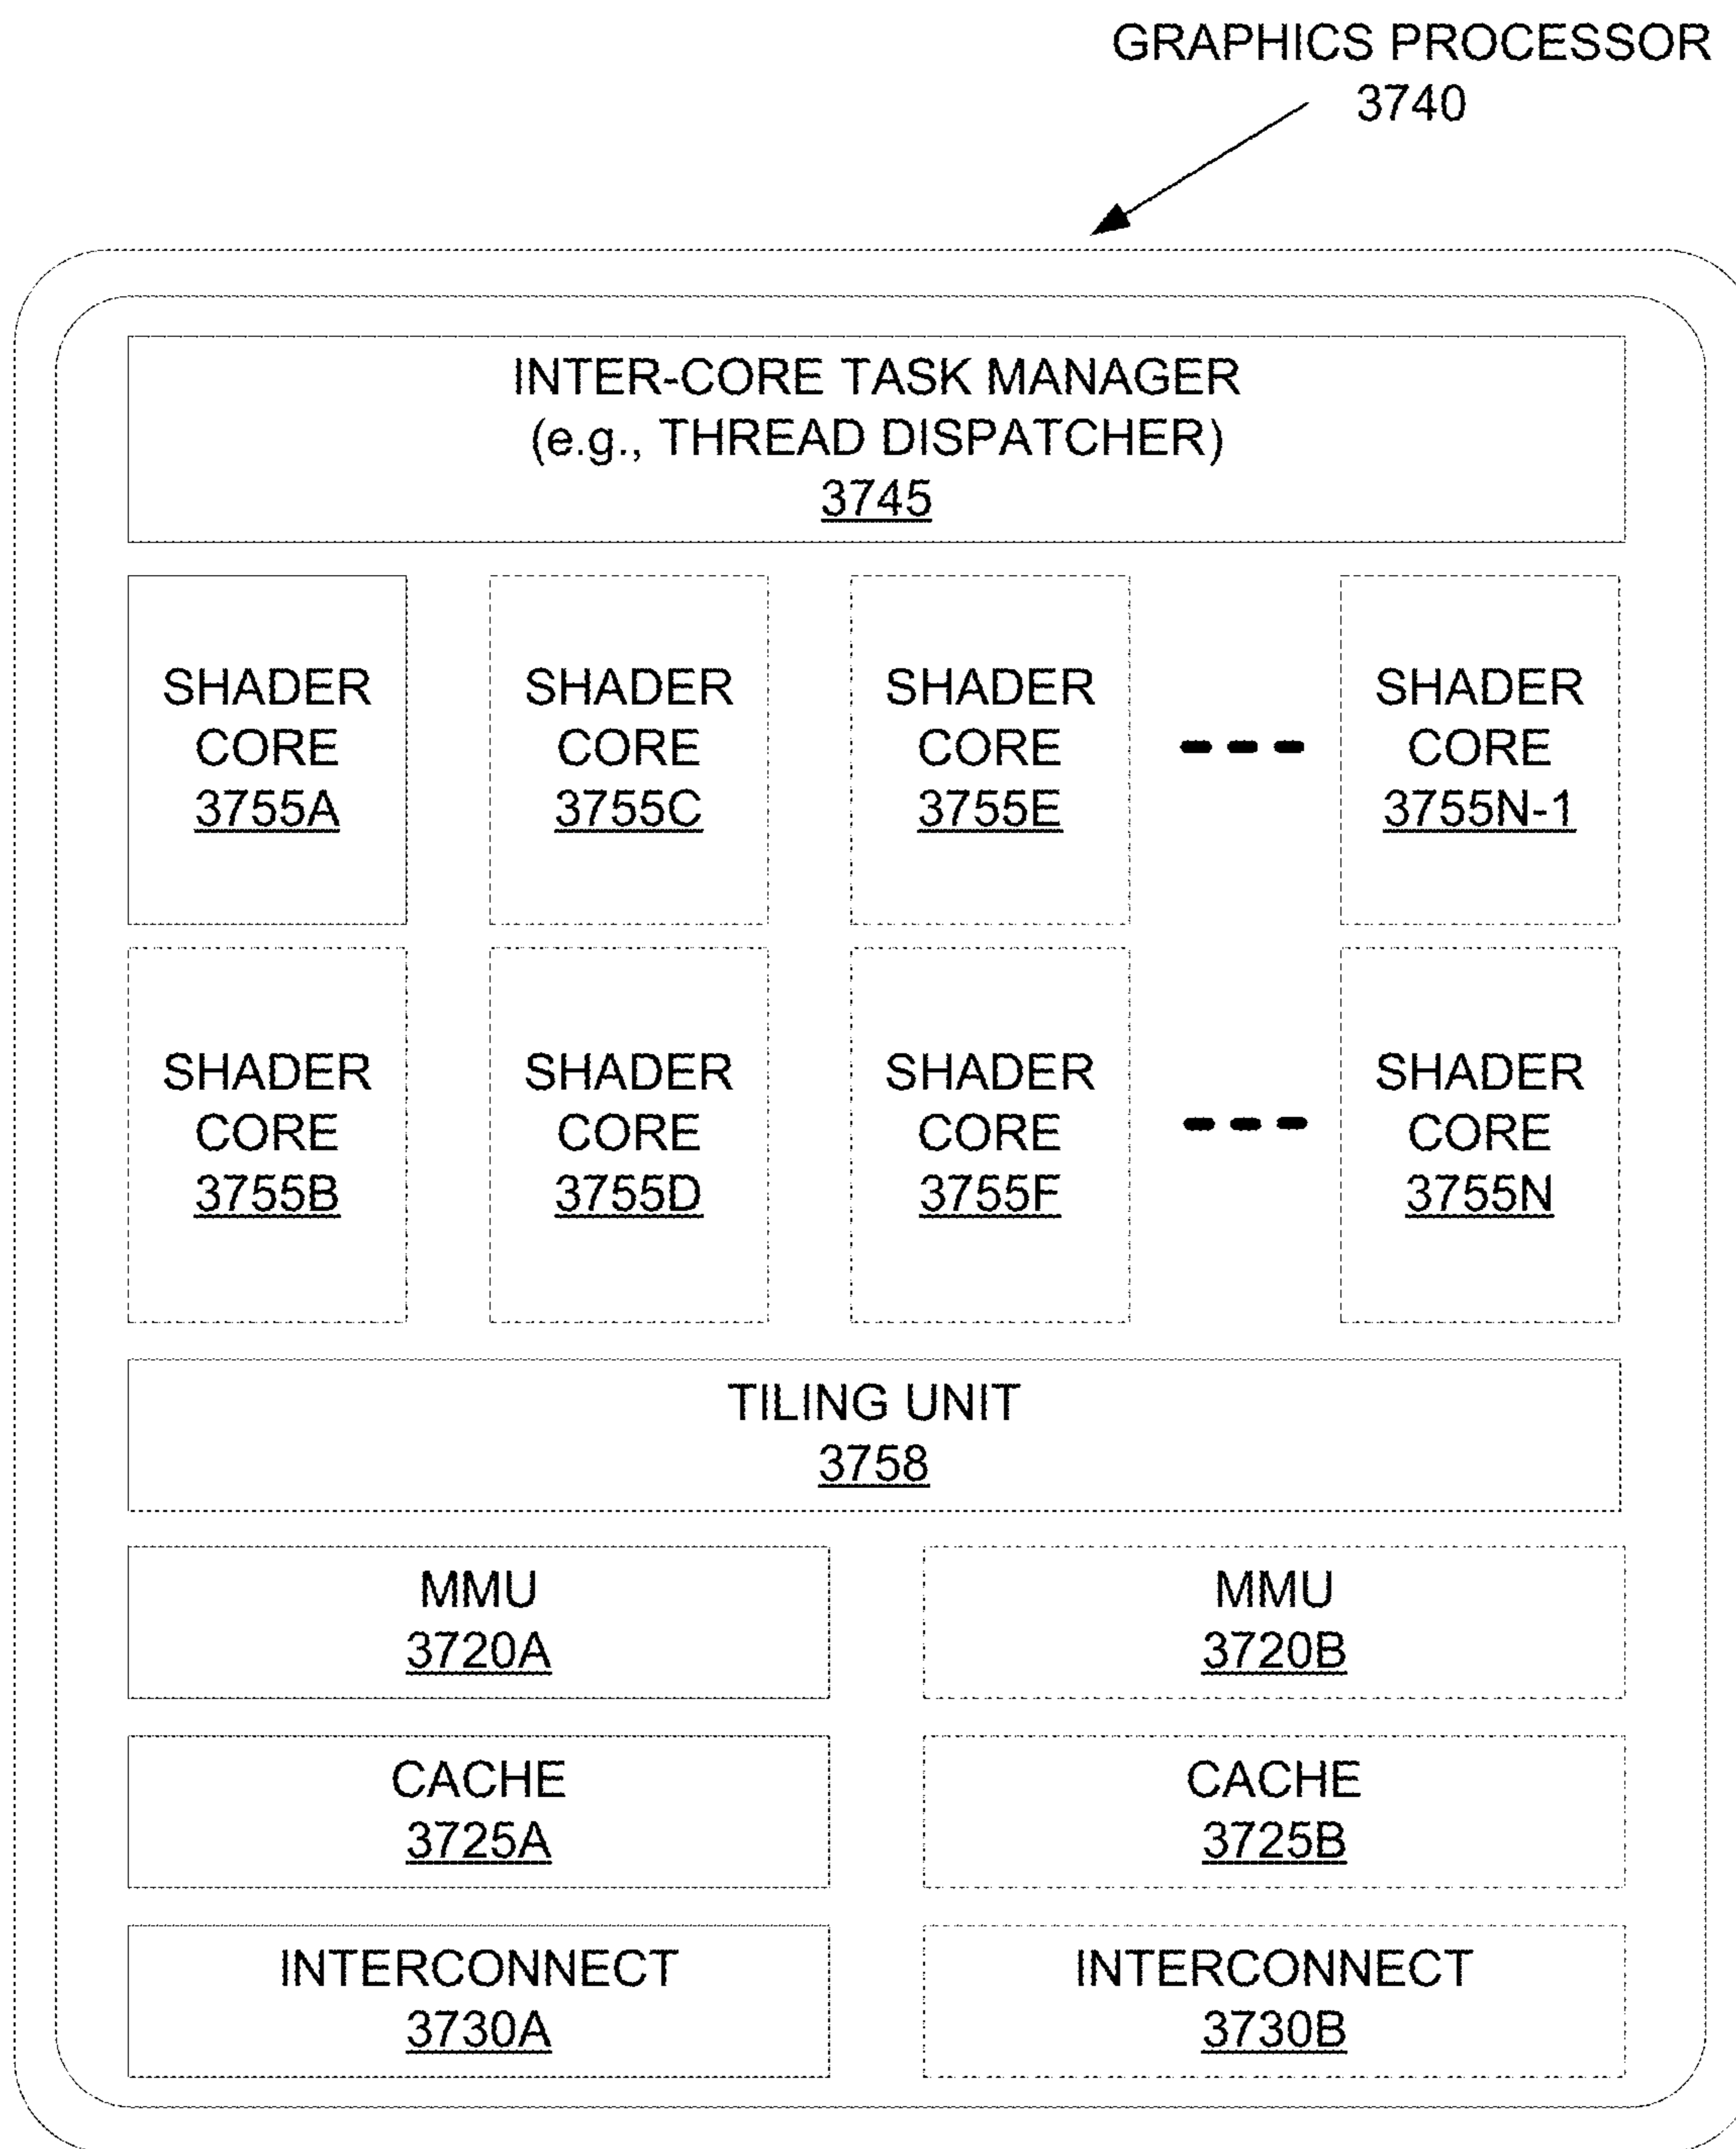 GRAPHICS PROCESSOR
3740
INTER-CORE TASK MANAGER
(e.g., THREAD DISPATCHER)
3745
SHADER
CORE
3755A
SHADER
CORE
3755C
SHADER
CORE
3755E
SHADER
CORE
3755N-1
SHADER
CORE
3755B
SHADER
CORE
3755D
SHADER
CORE
3755F
SHADER
CORE
3755N
TILING UNIT
3758
MMU
3720A
MMU
3720B
CACHE
3725A
CACHE
3725B
INTERCONNECT
3730A
INTERCONNECT
3730B